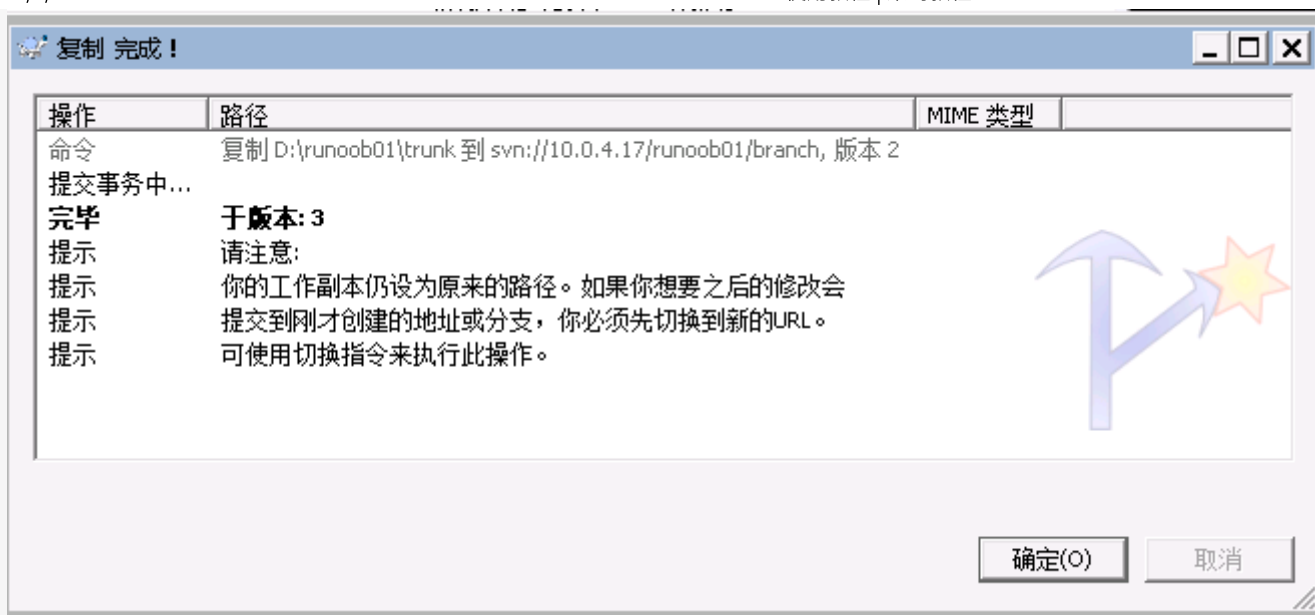 复制 完成!
操作 路径 MIME 类型
命令 复制 D:\runoob01\trunk 到 svn://10.0.4.17/runoob01/branch, 版本 2
提交事务中...
完毕 于版本: 3
提示 请注意:
提示 你的工作副本仍设为原来的路径。如果你想要之后的修改会
提示 提交到刚才创建的地址或分支，你必须先切换到新的URL。
提示 可使用切换指令来执行此操作。
确定(O) 取消